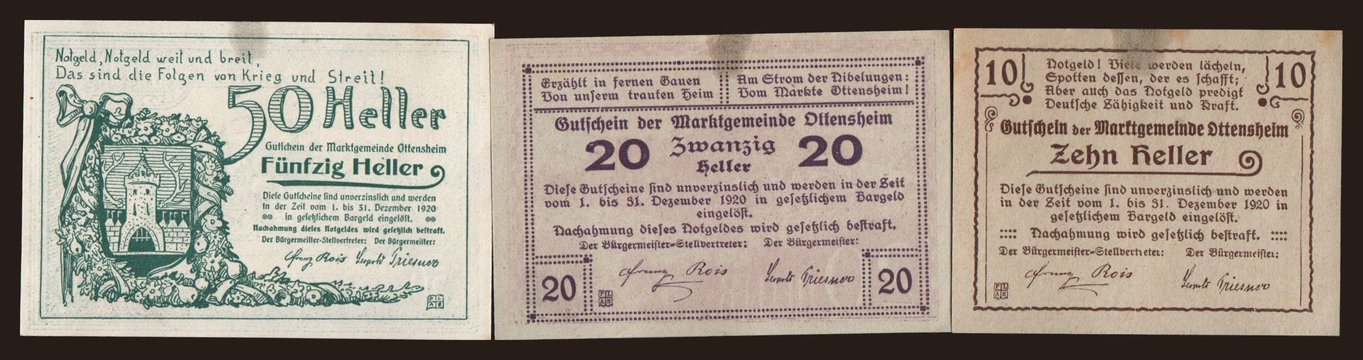 Notgeld, Notgeld weit und breit,
Das sind die Folgen von Krieg und Streit!
50 Heller
Gutschein der Marktgemeinde Ottensheim
Fünfzig Heller
Diese Gutscheine sind unverzinslich und werden
in der Zeit vom 1. bis 31. Dezember 1920
in gesetzlichem Bargeld eingelöst.
Nachahmung dieses Notgeldes wird gesetzlich bestraft.
Der Bürgermeister-Stellvertreter: Der Bürgermeister:
Franz Rois
Erzählt in fernen Gauen
Von unserm trauten Heim
Am Strom der Nibelungen:
Vom Markte Ottensheim!
Gutschein der Marktgemeinde Ottensheim
20 Zwanzig 20
Heller
Diese Gutscheine sind unverzinslich und werden in der Zeit
vom 1. bis 31. Dezember 1920 in gesetzlichem Bargeld
eingelöst.
Nachahmung dieses Notgeldes wird gesetzlich bestraft.
Der Bürgermeister-Stellvertreter: Der Bürgermeister:
Franz Rois
20 20
10 10
Notgeld! Viele werden lächeln,
Spotten dessen, der es schafft;
Aber auch das Notgeld predigt
Deutsche Zähigkeit und Kraft.
Gutschein der Marktgemeinde Ottensheim
Zehn Heller
Diese Gutscheine sind unverzinslich und werden
in der Zeit vom 1. bis 31. Dezember 1920 in
gesetzlichem Bargeld eingelöst.
Nachahmung wird gesetzlich bestraft.
Der Bürgermeister-Stellvertreter: Der Bürgermeister:
Franz Rois